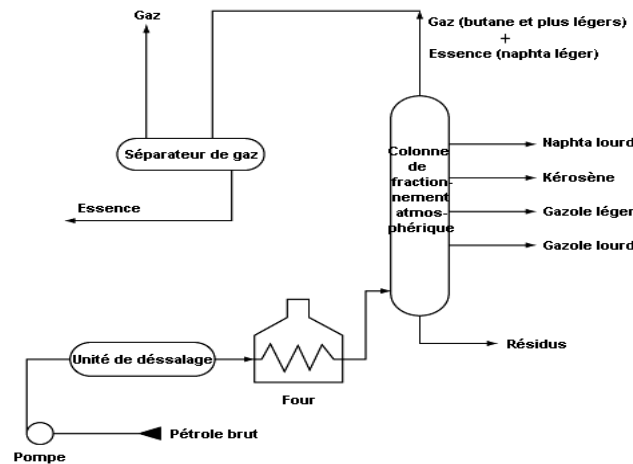 Gaz
Gaz (butane et plus légers)
+
Essence (naphta léger)
Séparateur de gaz
Essence
Colonne
de
fraction-
nement
atmos-
phérique
Naphta lourd
Kérosène
Gazole léger
Gazole lourd
Résidus
Unité de déssalage
Four
Pétrole brut
Pompe